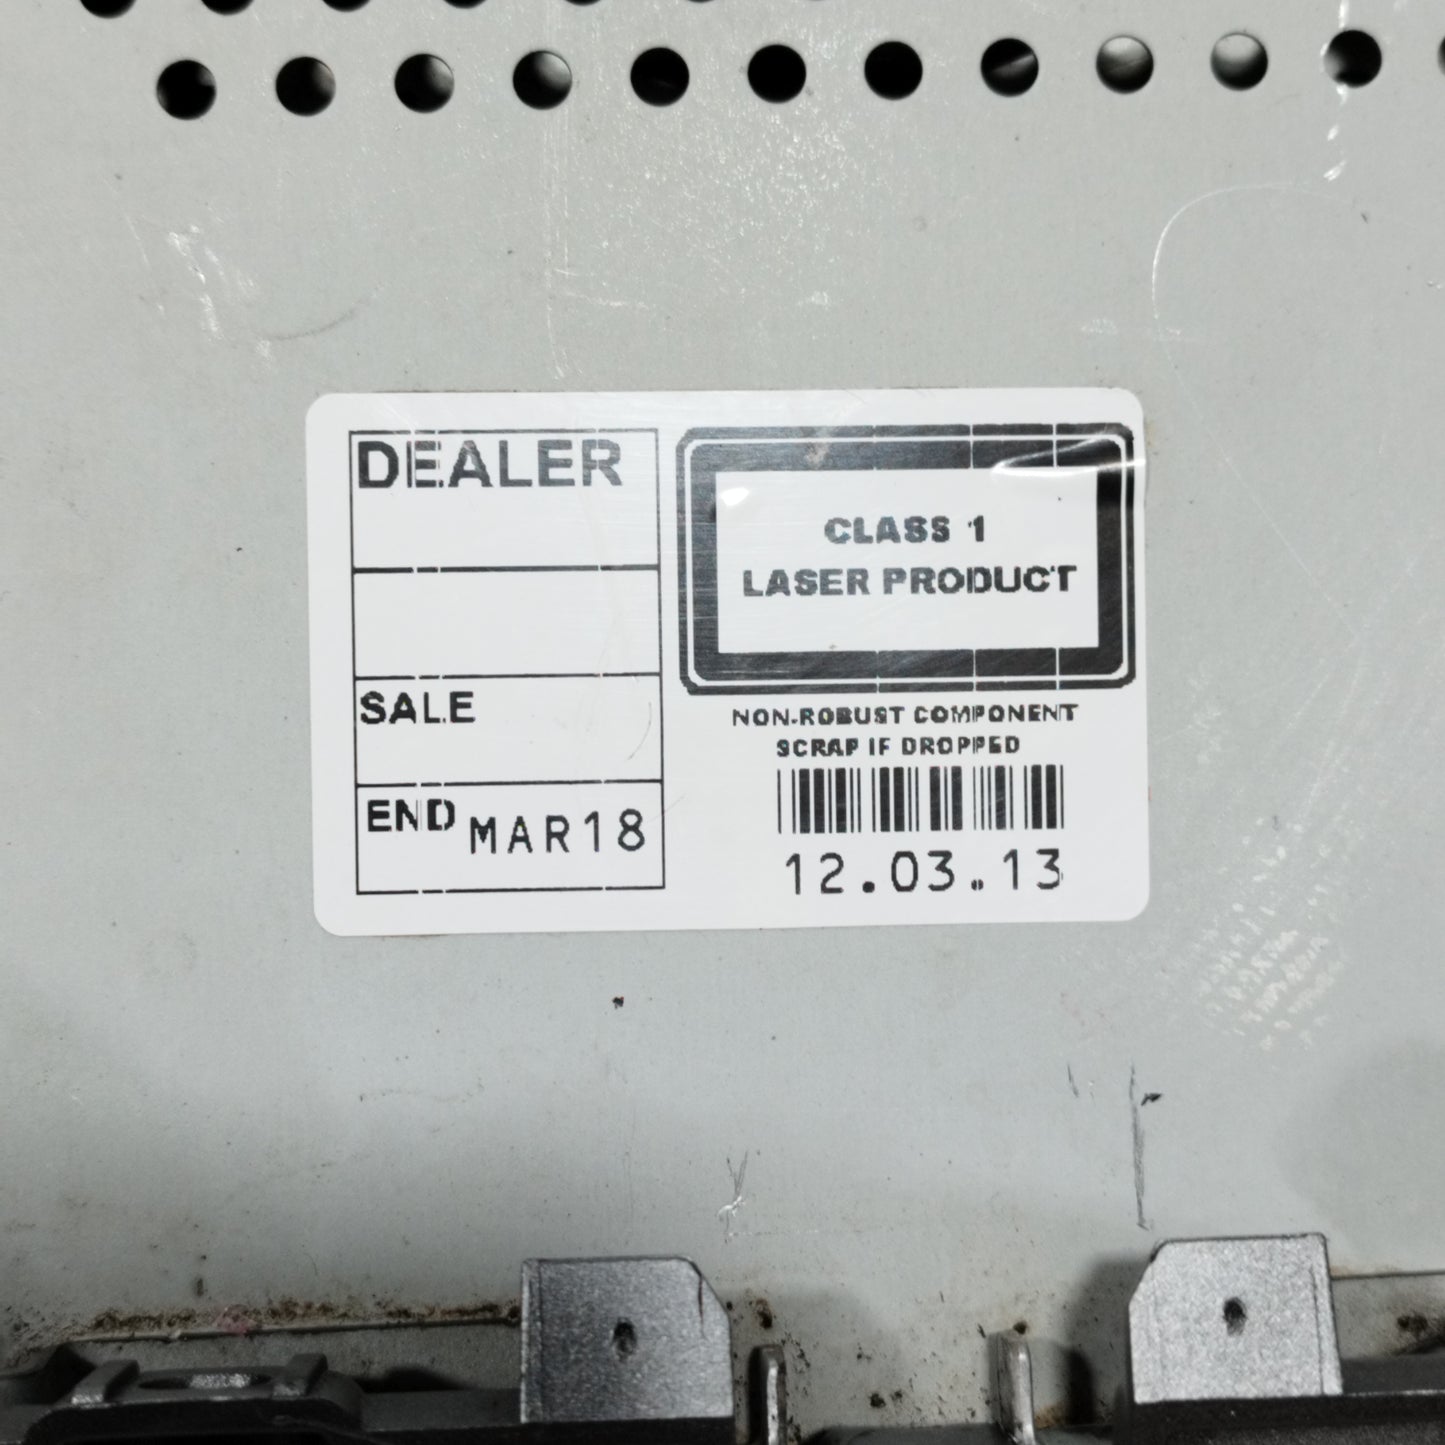 DEALER
SALE
END MAR18
CLASS 1
LASER PRODUCT
NON-ROBUST COMPONENT
SCRAP IF DROPPED
12.03.13